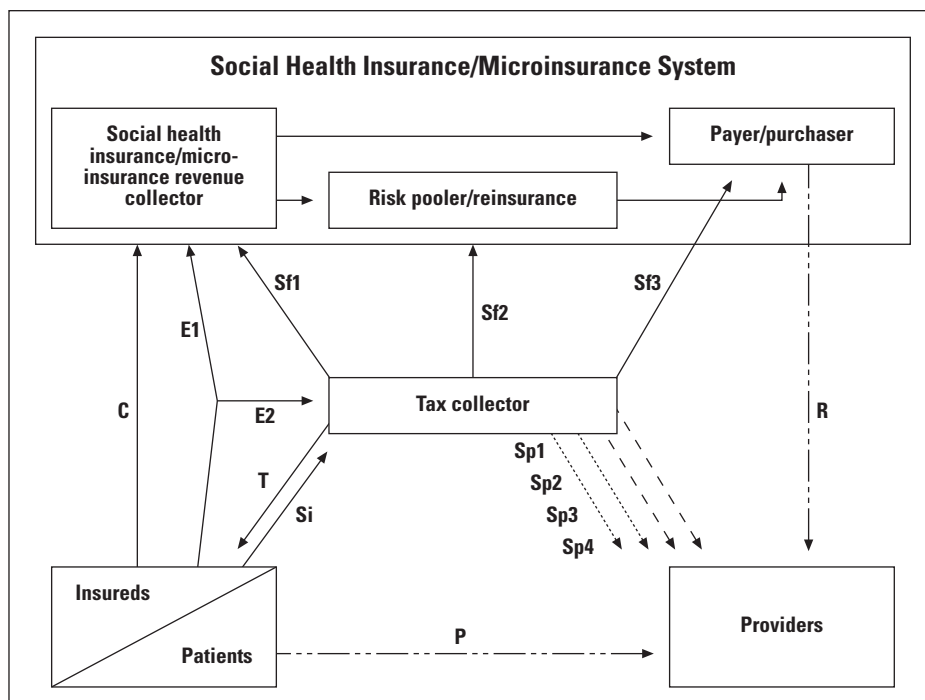 Social Health Insurance/Microinsurance System
Social health
insurance/micro-
insurance revenue
collector
Payer/purchaser
Risk pooler/reinsurance
Sf1
Sf2
Sf3
E1
C
E2
Tax collector
R
T
Si
Sp1
Sp2
Sp3
Sp4
Insureds
Patients
P
Providers